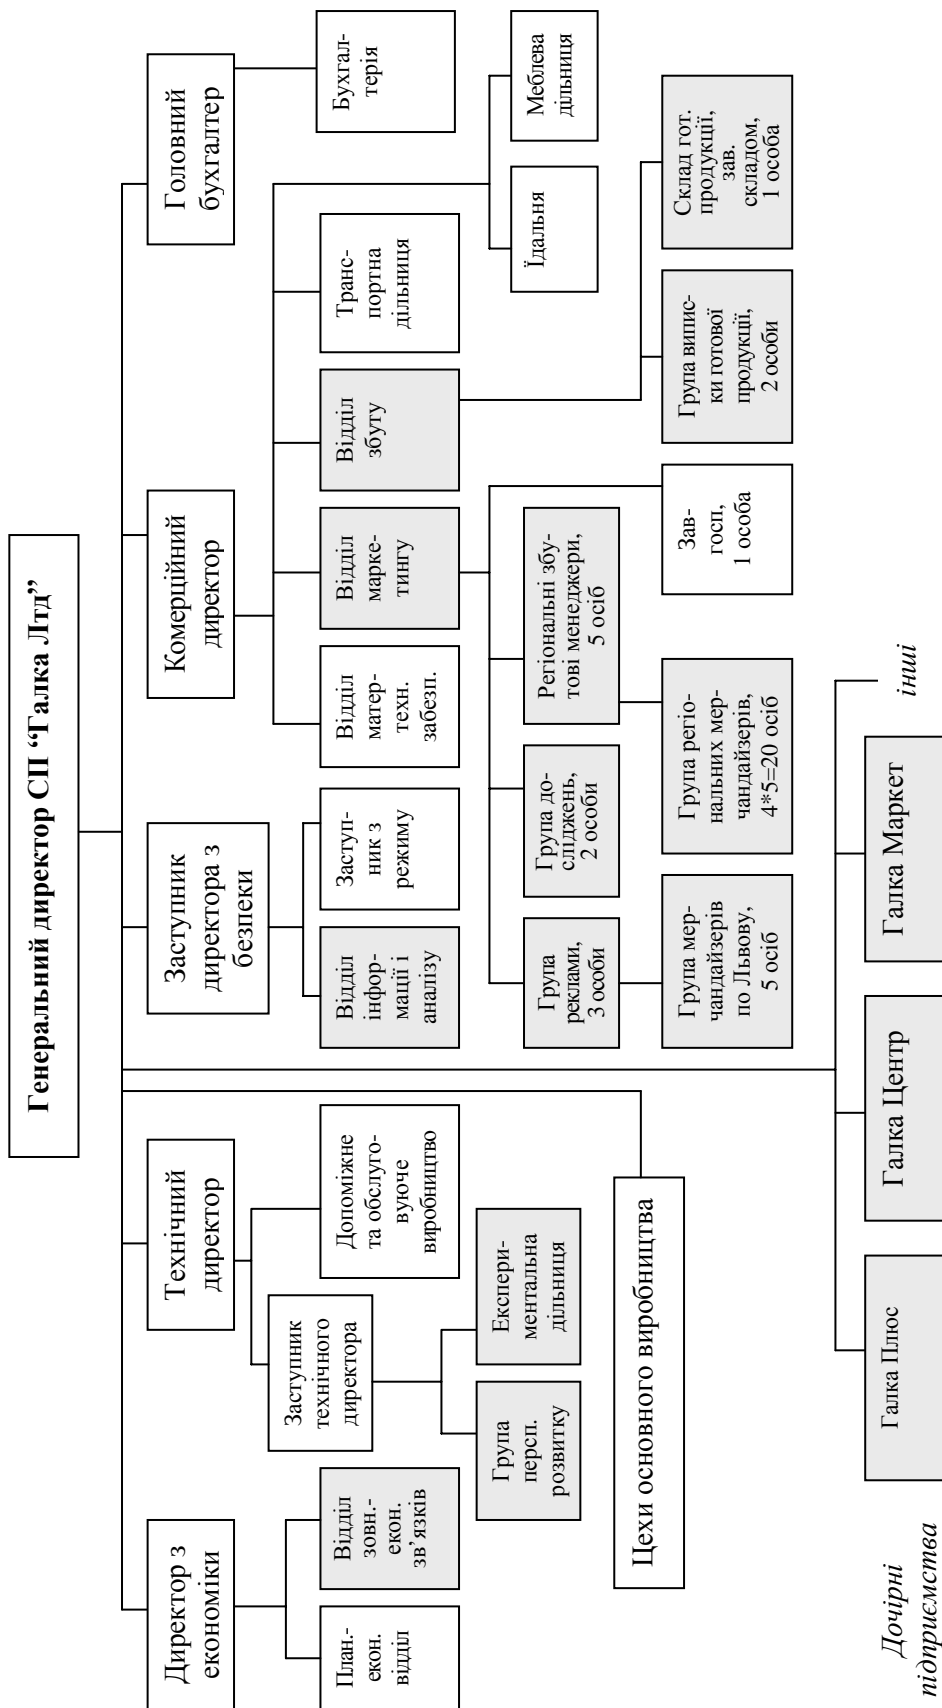 Генеральний директор СП “Галка Лтд”
Директор з
економіки
Технічний
директор
Заступник
директора з
безпеки
Комерційний
директор
Головний
бухгалтер
План.-
екон.
відділ
Відділ
зовн.-
екон.
зв’язків
Заступник
технічного
директора
Допоміжне
та обслуго-
вуюче
виробництво
Відділ
інфор-
мації і
аналізу
Заступ-
ник з
режиму
Відділ
матер-
техн.
забезп.
Відділ
марке-
тингу
Відділ
збуту
Транс-
портна
дільниця
Бухгал-
терія
Група
персп.
розвитку
Експери-
ментальна
дільниця
Група
реклами,
3 особи
Група до-
сліджень,
2 особи
Регіональні збу-
тові менеджери,
5 осіб
Їдальня
Меблева
дільниця
Цехи основного виробництва
Група мер-
чандайзерів
по Львову,
5 осіб
Група регіо-
нальних мер-
чандайзерів,
4*5=20 осіб
Зав-
госп,
1 особа
Група випис-
ки готової
продукції,
2 особи
Склад гот.
продукції,
зав.
складом,
1 особа
Дочірні
підприємства
Галка Плюс
Галка Центр
Галка Маркет
інші